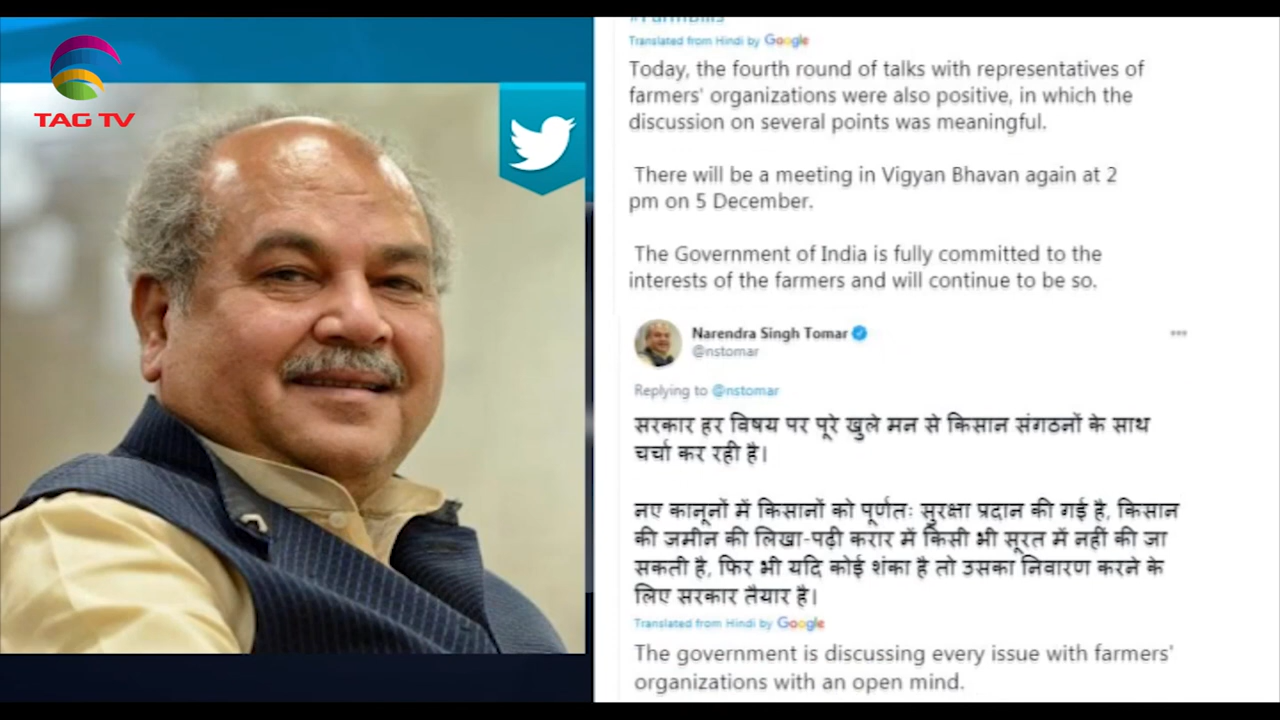 TAG TV
#FarmBills
Translated from Hindi by Google
Today, the fourth round of talks with representatives of
farmers' organizations were also positive, in which the
discussion on several points was meaningful.
There will be a meeting in Vigyan Bhavan again at 2
pm on 5 December.
The Government of India is fully committed to the
interests of the farmers and will continue to be so.
Narendra Singh Tomar
@nstomar
Replying to @nstomar
सरकार हर विषय पर पूरे खुले मन से किसान संगठनों के साथ
चर्चा कर रही है।
नए कानूनों में किसानों को पूर्णतः सुरक्षा प्रदान की गई है, किसान
की जमीन की लिखा-पढ़ी करार में किसी भी सूरत में नहीं की जा
सकती है, फिर भी यदि कोई शंका है तो उसका निवारण करने के
लिए सरकार तैयार है।
Translated from Hindi by Google
The government is discussing every issue with farmers'
organizations with an open mind.